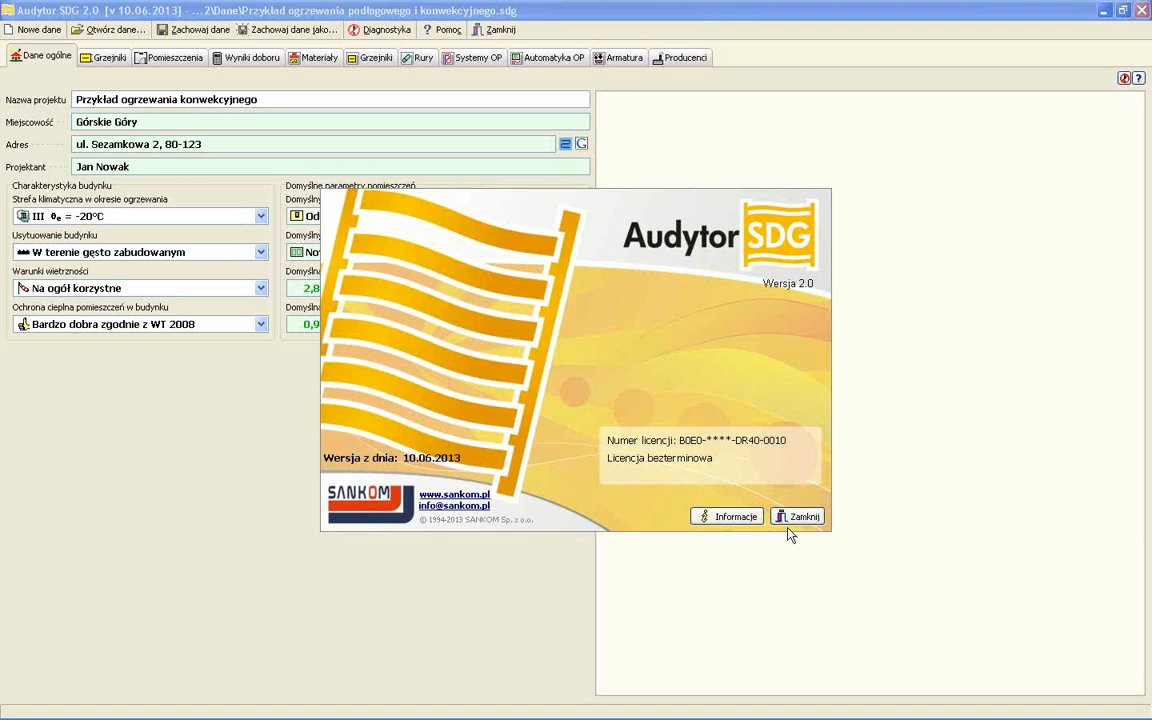 Audytor SDG 2.0 [v 10.06.2013] - ...2\Dane\Przykład ogrzewania podłogowego i konwekcyjnego.sdg
Nowe dane Otwórz dane... Zachowaj dane Zachowaj dane jako... Diagnostyka ? Pomoc Zamknij
Dane ogólne Grzejniki Pomieszczenia Wyniki doboru Materiały Grzejniki Rury Systemy OP Automatyka OP Armatura Producenci
Nazwa projektu Przykład ogrzewania konwekcyjnego
Miejscowość Górskie Góry
Adres ul. Sezamkowa 2, 80-123
Projektant Jan Nowak
Charakterystyka budynku
Strefa klimatyczna w okresie ogrzewania
III θe = -20°C
Usytuowanie budynku
W terenie gęsto zabudowanym
Warunki wietrzności
Na ogół korzystne
Ochrona cieplna pomieszczeń w budynku
Bardzo dobra zgodnie z WT 2008
Domyślne parametry pomieszczeń
Audytor SDG
Wersja 2.0
Numer licencji: B0E0-****-DR40-0010
Licencja bezterminowa
Wersja z dnia: 10.06.2013
SANKOM
www.sankom.pl
info@sankom.pl
© 1994-2013 SANKOM Sp. z o.o.
Informacje Zamknij